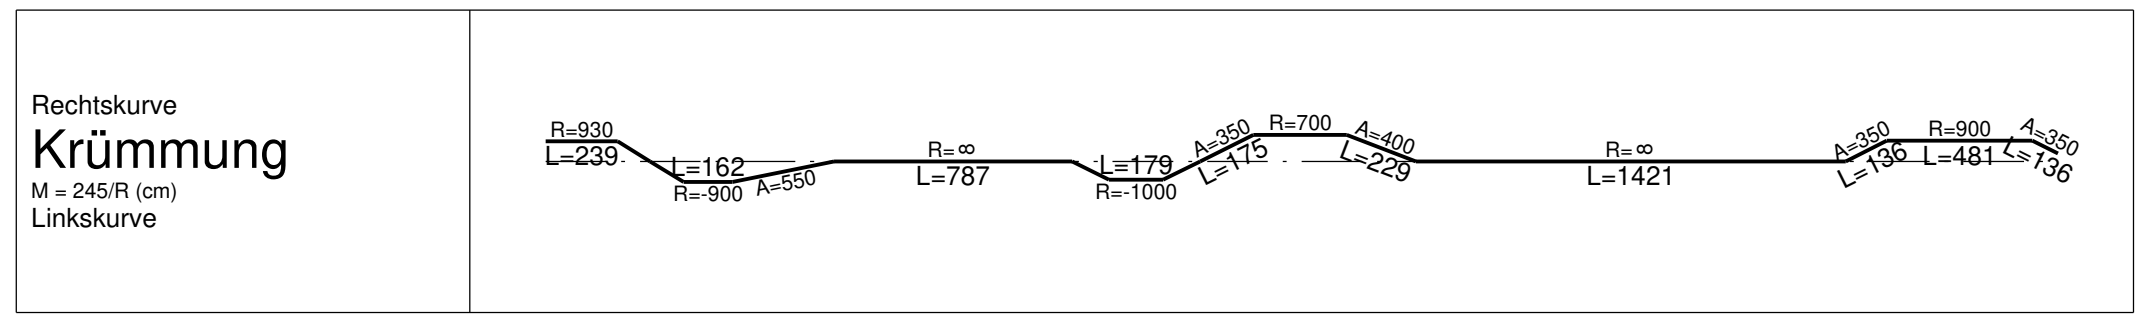 Rechtskurve
Krümmung
M = 245/R (cm)
Linkskurve
R=930
L=239
L=162
R=-900
A=550
R=∞
L=787
L=179
R=-1000
A=350
L=175
R=700
A=400
L=229
R=∞
L=1421
A=350
L=136
R=900
L=481
A=350
L=136